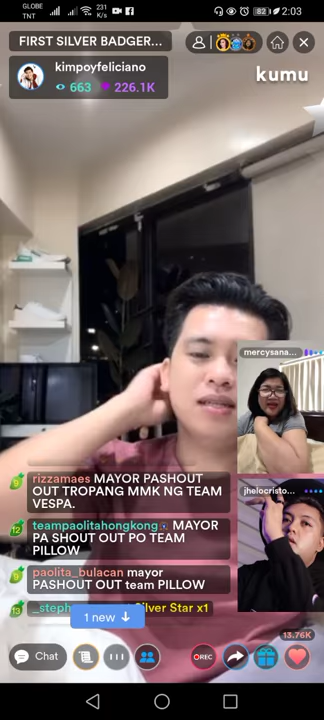 GLOBE
TNT
231
K/s
82
2:03
FIRST SILVER BADGER...
kimpoyfeliciano
663
226.1K
kumu
mercysana...
jhelocristo...
rizzamaes MAYOR PASHOUT
OUT TROPANG MMK NG TEAM
VESPA.
teampaolitahongkong MAYOR
PA SHOUT OUT PO TEAM
PILLOW
paolita_bulacan mayor
PASHOUT OUT team PILLOW
Silver Star x1
1 new
13.76K
Chat
REC